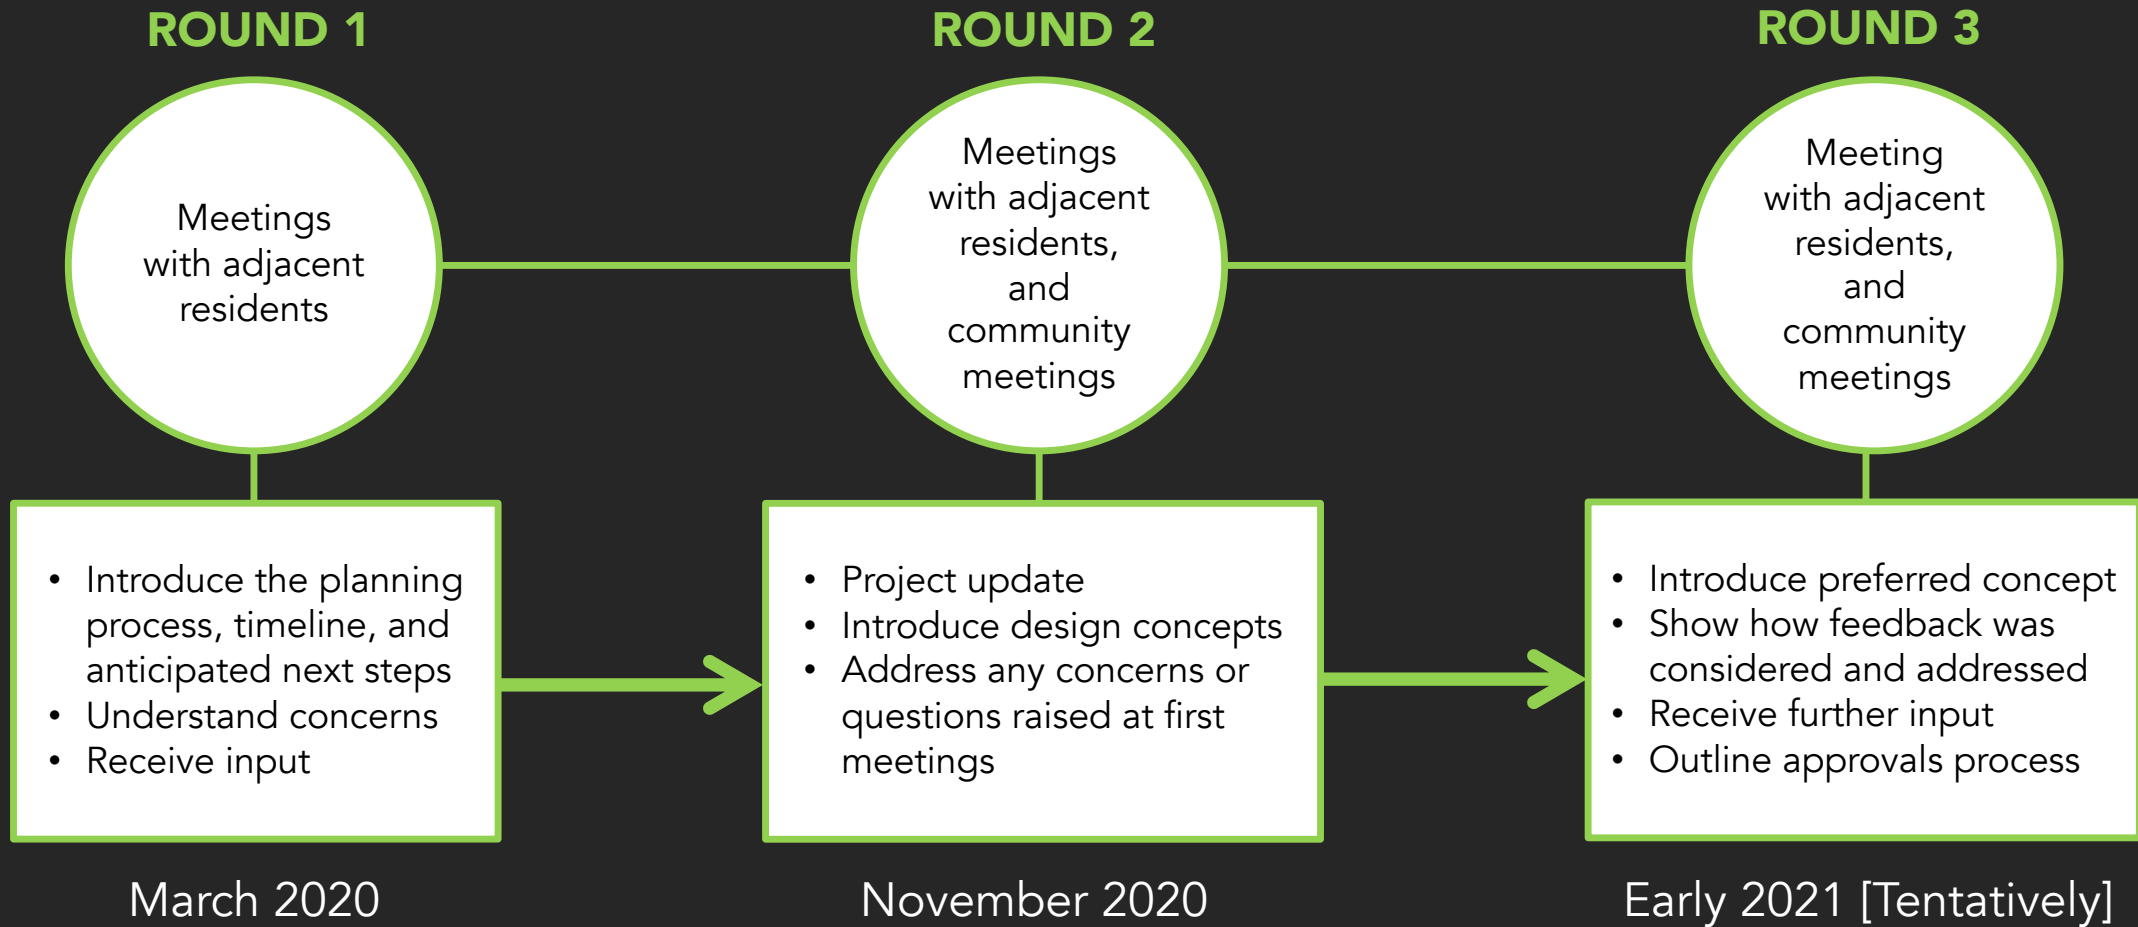 ROUND 1
Meetings
with adjacent
residents
• Introduce the planning
process, timeline, and
anticipated next steps
• Understand concerns
• Receive input
March 2020
ROUND 2
Meetings
with adjacent
residents,
and
community
meetings
• Project update
• Introduce design concepts
• Address any concerns or
questions raised at first
meetings
November 2020
ROUND 3
Meeting
with adjacent
residents,
and
community
meetings
• Introduce preferred concept
• Show how feedback was
considered and addressed
• Receive further input
• Outline approvals process
Early 2021 [Tentatively]